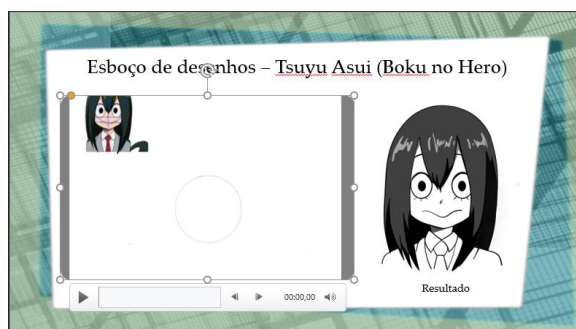 Esboço de desenhos – Tsuyu Asui (Boku no Hero)
Resultado
00:00,00